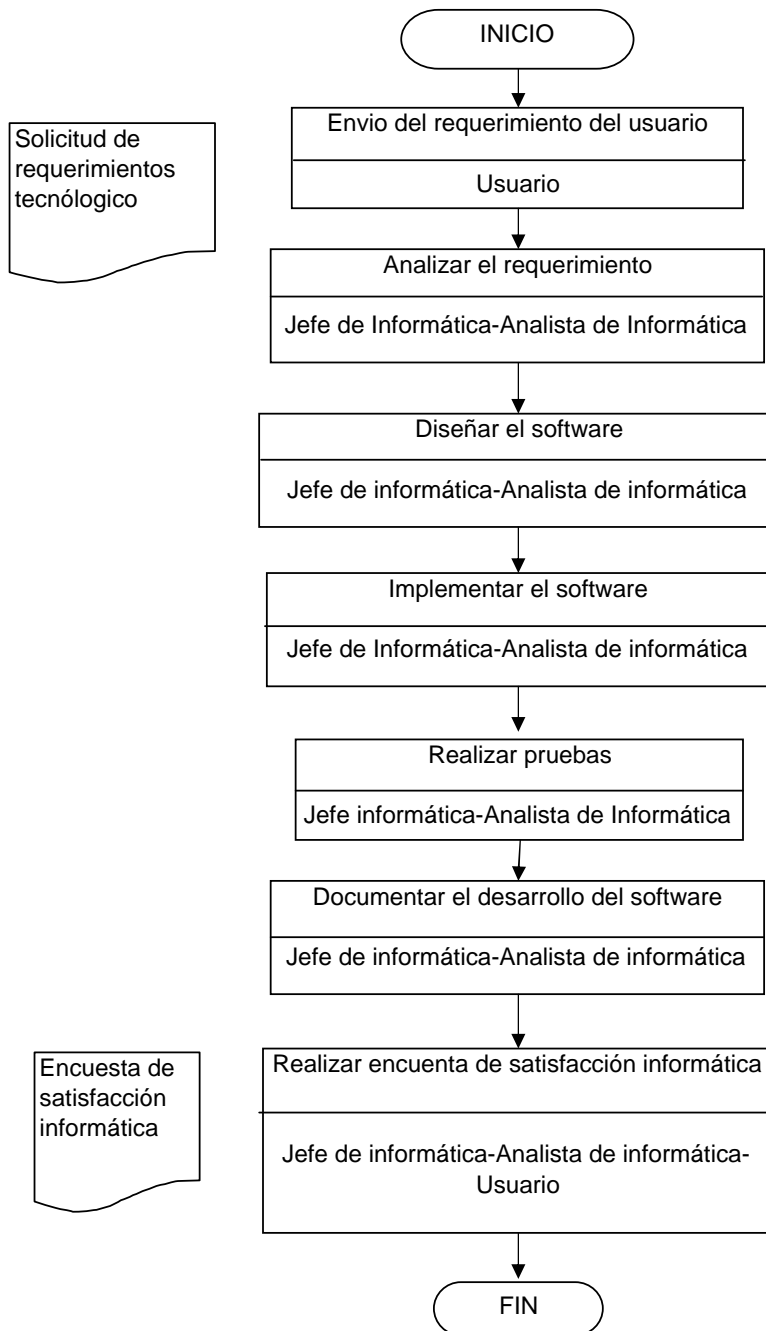 INICIO
Solicitud de
requerimientos
tecnólogico
Envio del requerimiento del usuario
Usuario
Analizar el requerimiento
Jefe de Informática-Analista de Informática
Diseñar el software
Jefe de informática-Analista de informática
Implementar el software
Jefe de Informática-Analista de informática
Realizar pruebas
Jefe informática-Analista de Informática
Documentar el desarrollo del software
Jefe de informática-Analista de informática
Encuesta de
satisfacción
informática
Realizar encuenta de satisfacción informática
Jefe de informática-Analista de informática-
Usuario
FIN